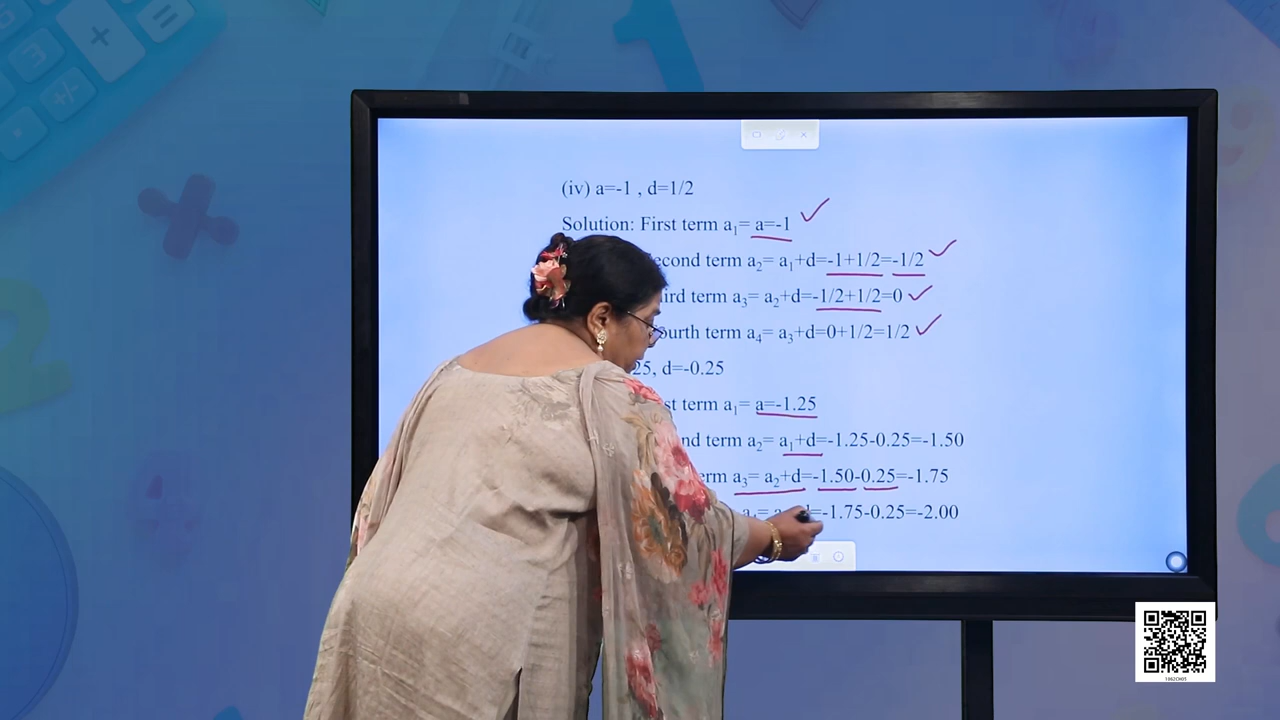 (iv) a=-1 , d=1/2
Solution: First term a₁= a=-1
econd term a₂= a₁+d=-1+1/2=-1/2
ird term a₃= a₂+d=-1/2+1/2=0
ourth term a₄= a₃+d=0+1/2=1/2
25, d=-0.25
st term a₁= a=-1.25
nd term a₂= a₁+d=-1.25-0.25=-1.50
erm a₃= a₂+d=-1.50-0.25=-1.75
=-1.75-0.25=-2.00
1062CH05